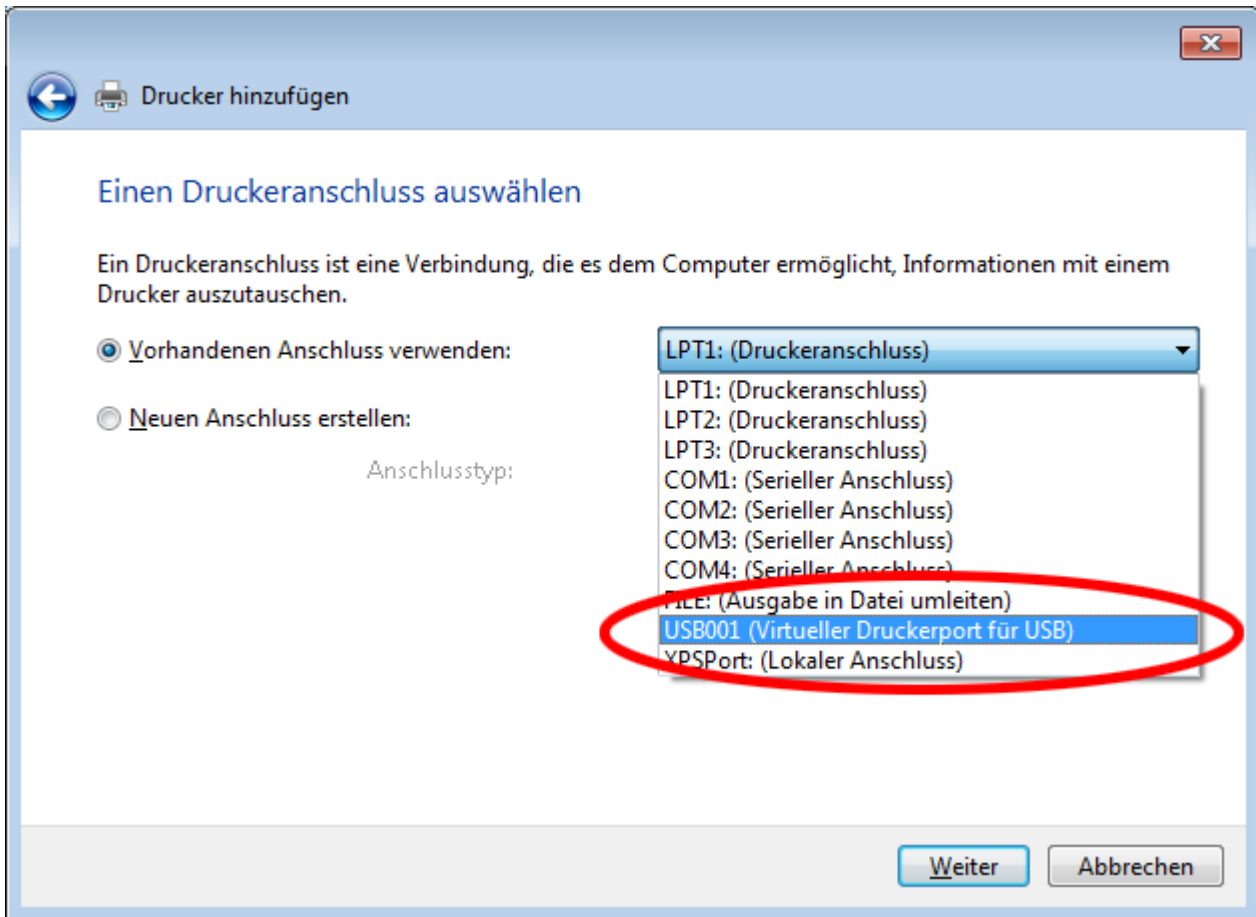 Drucker hinzufügen
Einen Druckeranschluss auswählen
Ein Druckeranschluss ist eine Verbindung, die es dem Computer ermöglicht, Informationen mit einem
Drucker auszutauschen.
Vorhandenen Anschluss verwenden:
LPT1: (Druckeranschluss)
LPT1: (Druckeranschluss)
LPT2: (Druckeranschluss)
LPT3: (Druckeranschluss)
Neuen Anschluss erstellen:
Anschlusstyp:
COM1: (Serieller Anschluss)
COM2: (Serieller Anschluss)
COM3: (Serieller Anschluss)
COM4: (Serieller Anschluss)
FILE: (Ausgabe in Datei umleiten)
USB001 (Virtueller Druckerport für USB)
XPSPort: (Lokaler Anschluss)
Weiter
Abbrechen